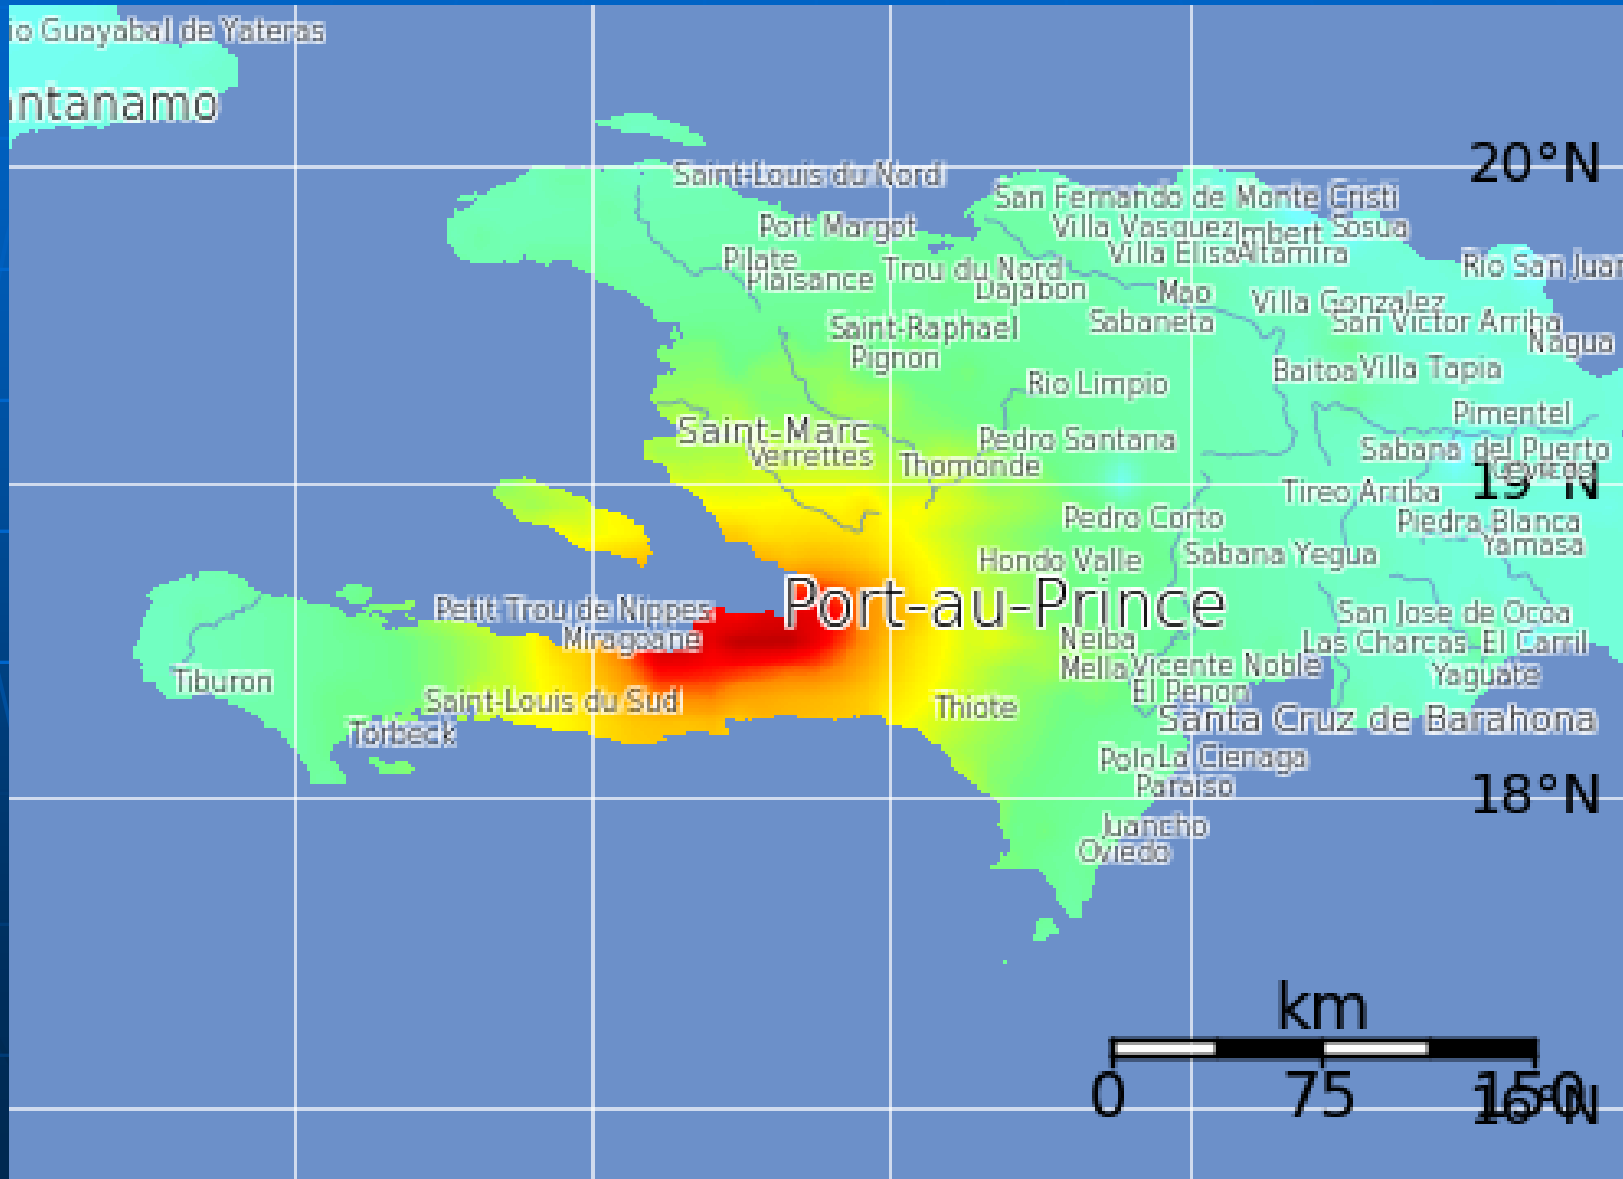 io Guayabal de Yateras
ntanamo
20°N
Saint-Louis du Nord
San Fernando de Monte Cristi
Port Margot
Villa Vasquez
Imbert
Sosua
Villa Elisa
Altamira
Pilate
Plaisance
Trou du Nord
Dajabon
Rio San Juan
Mao
Villa Gonzalez
Saint-Raphael
Sabaneta
San Victor Arriba
Nagua
Pignon
Baitoa
Villa Tapia
Rio Limpio
Pimentel
Saint-Marc
Pedro Santana
Sabana del Puerto
Verrettes
Thomonde
19°N
Tireo Arriba
Pedro Corto
Piedra Blanca
Yamasa
Hondo Valle
Sabana Yegua
Port-au-Prince
Petit Trou de Nippes
San Jose de Ocoa
Miragoane
Neiba
Las Charcas
El Carril
Mella
Vicente Noble
Yaguate
Tiburon
El Penon
Saint-Louis du Sud
Thiote
Santa Cruz de Barahona
Torbeck
Polo
La Cienaga
Paraiso
18°N
Juancho
Oviedo
km
0 75 150